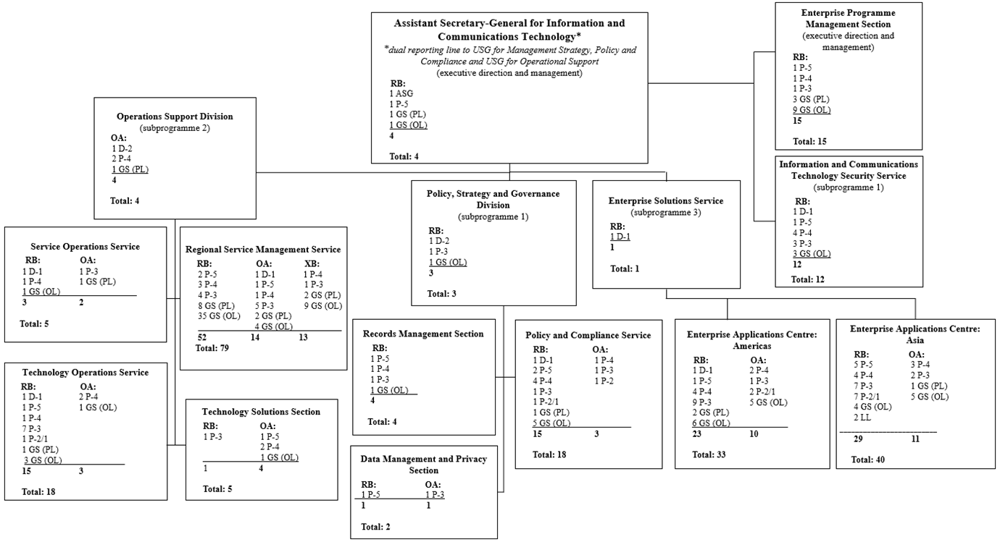 Assistant Secretary-General for Information and
Communications Technology*
*dual reporting line to USG for Management Strategy, Policy and
Compliance and USG for Operational Support
(executive direction and management)
RB:
1 ASG
1 P-5
1 GS (PL)
1 GS (OL)
4
Total: 4
Enterprise Programme
Management Section
(executive direction and
management)
RB:
1 P-5
1 P-4
1 P-3
3 GS (PL)
9 GS (OL)
15
Total: 15
Information and Communications
Technology Security Service
(subprogramme 1)
RB:
1 D-1
1 P-5
4 P-4
3 P-3
3 GS (OL)
12
Total: 12
Operations Support Division
(subprogramme 2)
OA:
1 D-2
2 P-4
1 GS (PL)
4
Total: 4
Policy, Strategy and Governance
Division
(subprogramme 1)
RB:
1 D-2
1 P-3
1 GS (OL)
3
Total: 3
Enterprise Solutions Service
(subprogramme 3)
RB:
1 D-1
1
Total: 1
Service Operations Service
RB: OA:
1 D-1 1 P-3
1 P-4 1 GS (PL)
1 GS (OL)
3 2
Total: 5
Regional Service Management Service
RB: OA: XB:
2 P-5 1 D-1 1 P-4
3 P-4 1 P-5 1 P-3
4 P-3 1 P-4 2 GS (PL)
8 GS (PL) 5 P-3 9 GS (OL)
35 GS (OL) 2 GS (PL)
4 GS (OL)
52 14 13
Total: 79
Technology Operations Service
RB: OA:
1 D-1 2 P-4
1 P-5 1 GS (OL)
1 P-4
7 P-3
1 P-2/1
1 GS (PL)
3 GS (OL)
15 3
Total: 18
Technology Solutions Section
RB: OA:
1 P-3 1 P-5
2 P-4
1 GS (OL)
1 4
Total: 5
Records Management Section
RB:
1 P-5
1 P-4
1 P-3
1 GS (OL)
4
Total: 4
Policy and Compliance Service
RB: OA:
1 D-1 1 P-4
2 P-5 1 P-3
4 P-4 1 P-2
1 P-3
1 P-2/1
1 GS (PL)
5 GS (OL)
15 3
Total: 18
Data Management and Privacy
Section
RB: OA:
1 P-5 1 P-3
1 1
Total: 2
Enterprise Applications Centre:
Americas
RB: OA:
1 D-1 2 P-4
1 P-5 1 P-3
4 P-4 2 P-2/1
9 P-3 5 GS (OL)
2 GS (PL)
6 GS (OL)
23 10
Total: 33
Enterprise Applications Centre:
Asia
RB: OA:
5 P-5 3 P-4
4 P-4 2 P-3
7 P-3 1 GS (PL)
7 P-2/1 5 GS (OL)
4 GS (OL)
2 LL
29 11
Total: 40